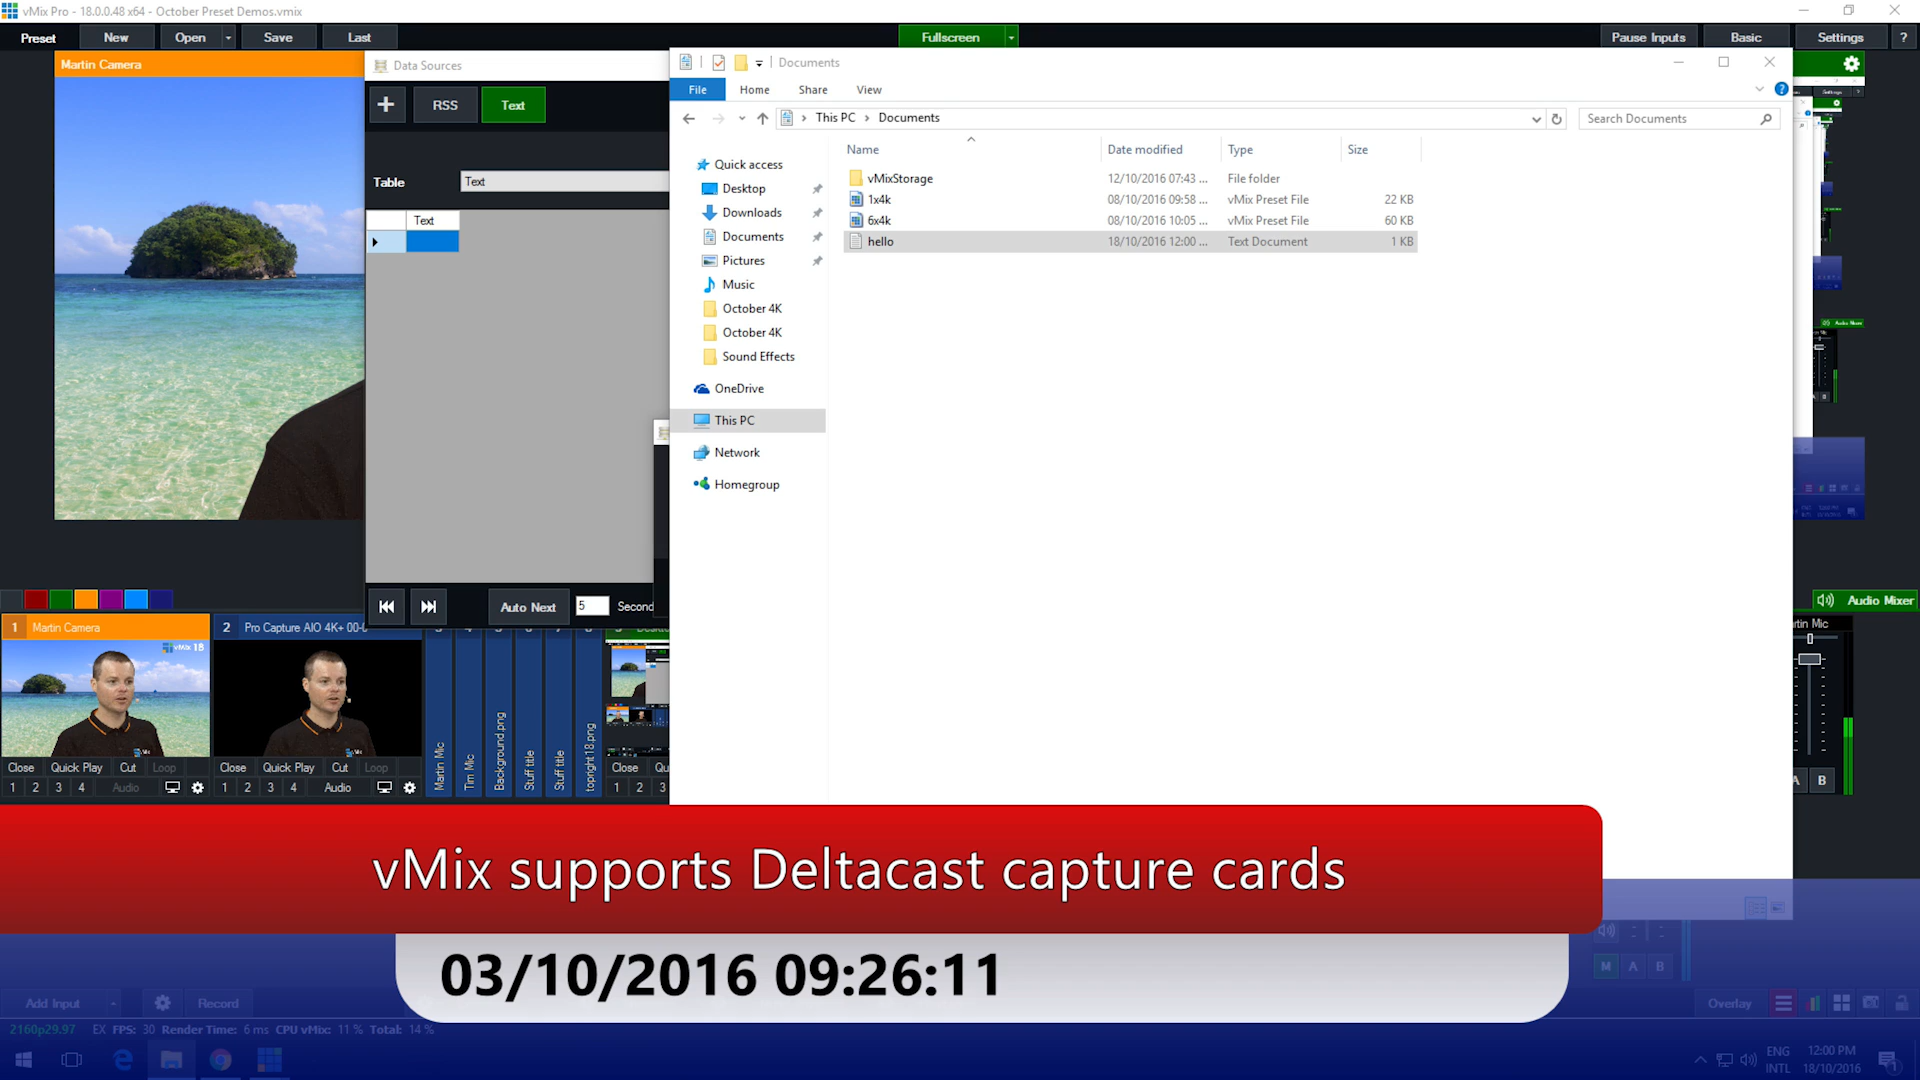 vMix Pro - 18.0.0.48 x64 - October Preset Demos.vmix
Preset New Open Save Last Fullscreen Pause Inputs Basic Settings ?
Martin Camera
Data Sources
RSS Text
Table Text
Text
Auto Next 5 Second
Documents
File Home Share View
This PC Documents
Search Documents
Name Date modified Type Size
vMixStorage 12/10/2016 07:43 ... File folder
1x4k 08/10/2016 09:58 ... vMix Preset File 22 KB
6x4k 08/10/2016 10:05 ... vMix Preset File 60 KB
hello 18/10/2016 12:00 ... Text Document 1 KB
Quick access
Desktop
Downloads
Documents
Pictures
Music
October 4K
October 4K
Sound Effects
OneDrive
This PC
Network
Homegroup
Audio Mixer
1 Martin Camera
2 Pro Capture AIO 4K+ 00-0
vMix 18
Martin Mic
Tim Mic
Background.png
Stuff title
Stuff title
topright18.png
rtin Mic
Close Quick Play Cut Loop
1 2 3 4 Audio
Close Quick Play Cut Loop
1 2 3 4 Audio
Close Qu
1 2 3
A B
vMix supports Deltacast capture cards
03/10/2016 09:26:11
M A B
Add Input Record Overlay
2160p29.97 EX FPS: 30 Render Time: 6 ms CPU vMix: 11 % Total: 14 %
ENG
INTL
12:00 PM
18/10/2016